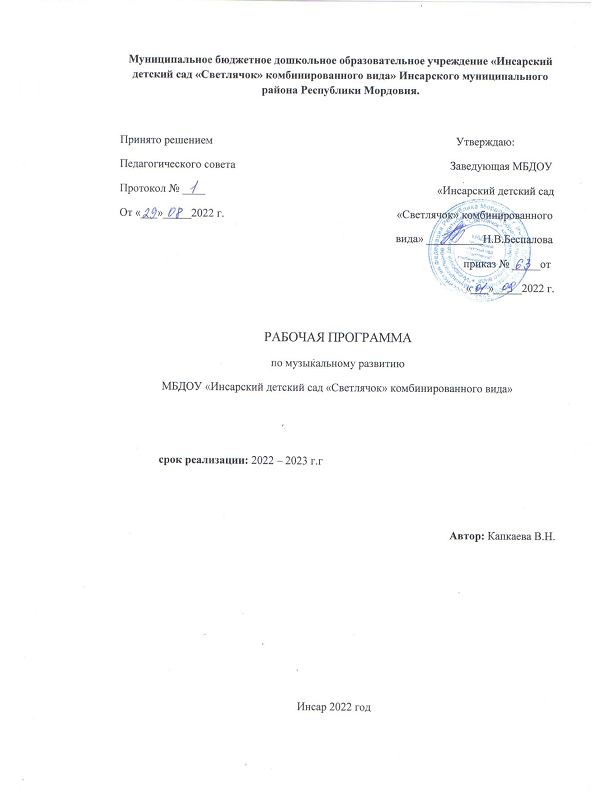 Муниципальное бюджетное дошкольное образовательное учреждение «Инсарский
детский сад «Светлячок» комбинированного вида» Инсарского муниципального
района Республики Мордовия.
Принято решением
Педагогического совета
Протокол № 1
От «29» 08 2022 г.
Утверждаю:
Заведующая МБДОУ
«Инсарский детский сад
«Светлячок» комбинированного
вида» Н.В.Беспалова
приказ № 63 от
«01» 09 2022 г.
РАБОЧАЯ ПРОГРАММА
по музыкальному развитию
МБДОУ «Инсарский детский сад «Светлячок» комбинированного вида»
срок реализации: 2022 – 2023 г.г
Автор: Капкаева В.Н.
Инсар 2022 год